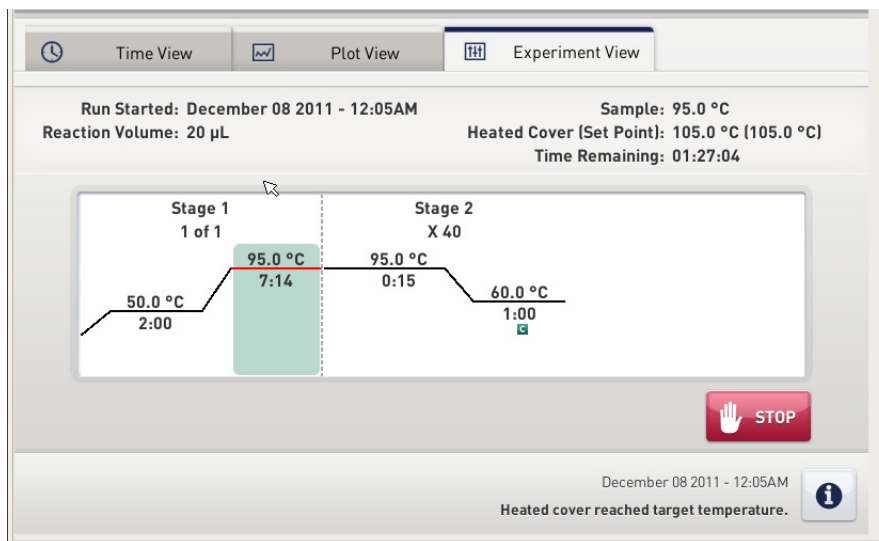 Time View
Plot View
Experiment View
Run Started: December 08 2011 - 12:05AM
Reaction Volume: 20 µL
Sample: 95.0 °C
Heated Cover (Set Point): 105.0 °C (105.0 °C)
Time Remaining: 01:27:04
Stage 1
1 of 1
Stage 2
X 40
50.0 °C
2:00
95.0 °C
7:14
95.0 °C
0:15
60.0 °C
1:00
C
STOP
December 08 2011 - 12:05AM
Heated cover reached target temperature.